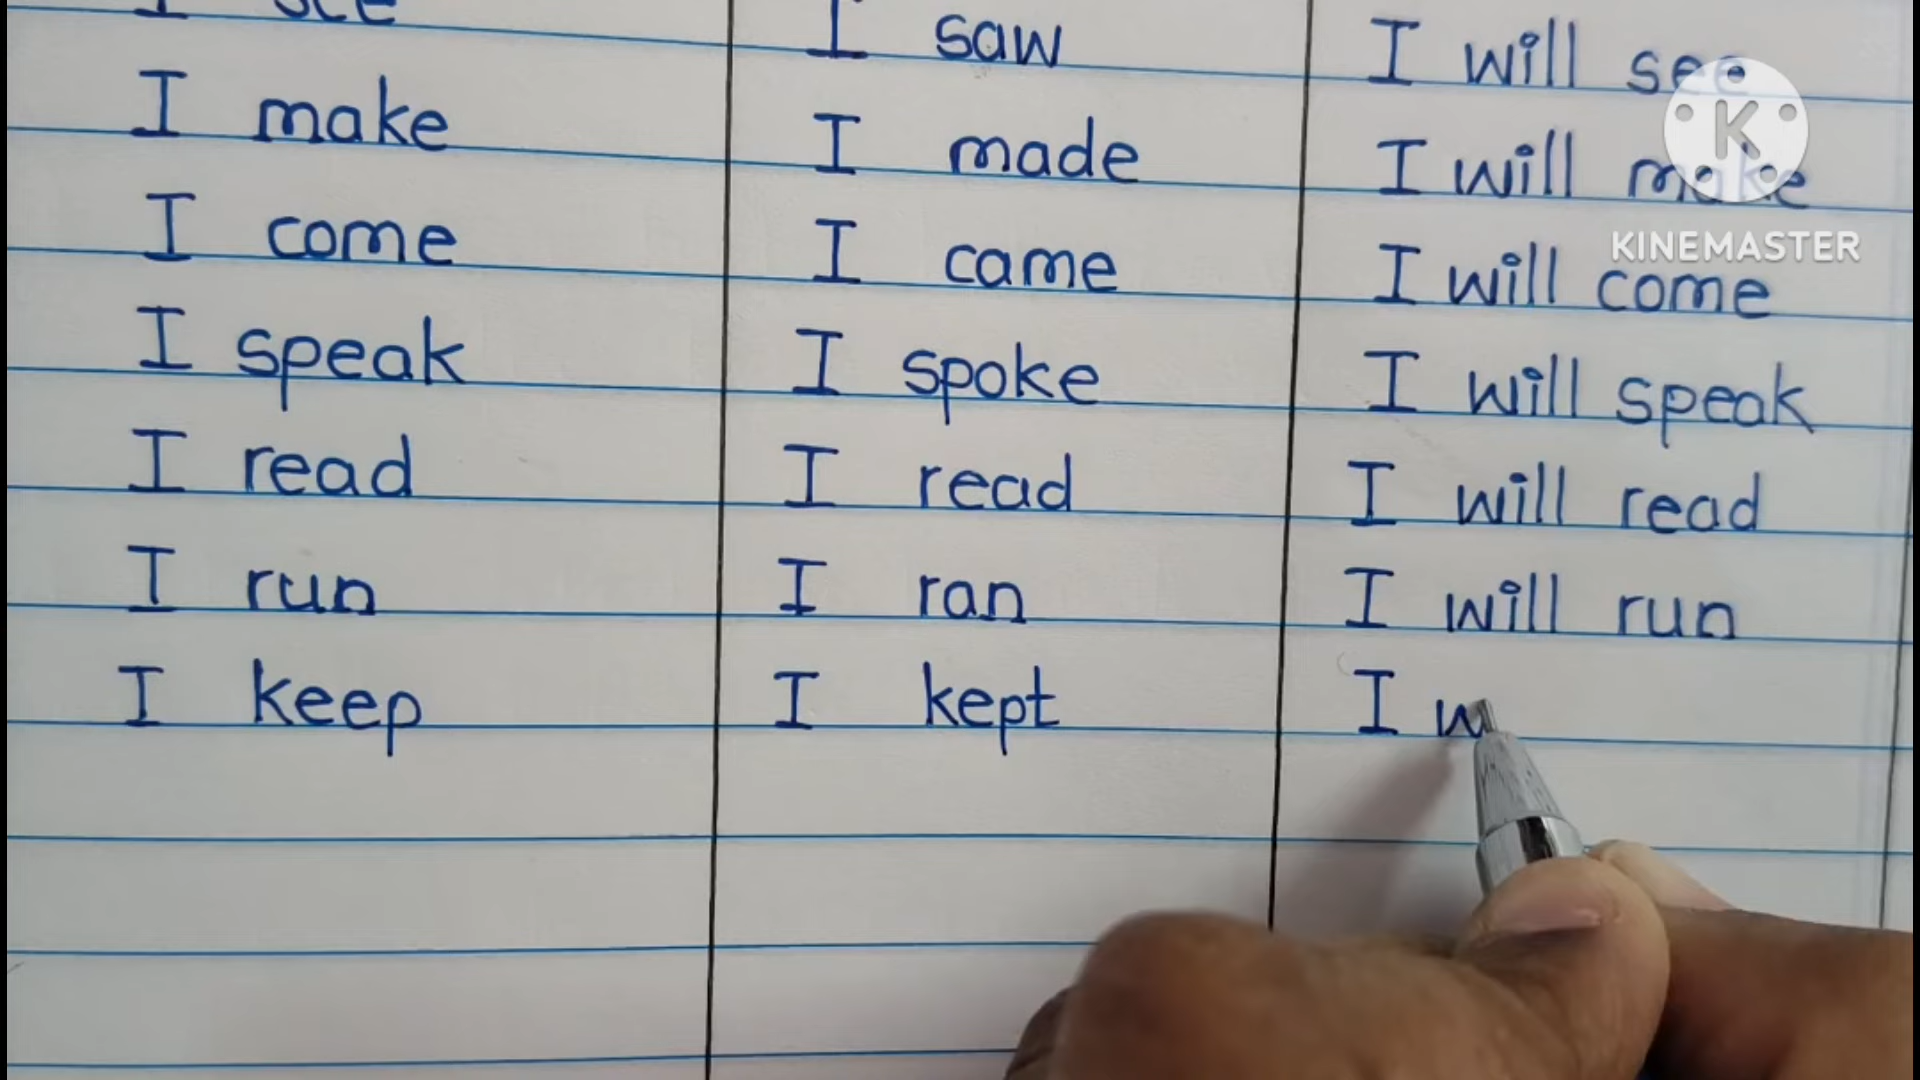 I see I saw I will see
I make I made I will make
KINEMASTER
I come I came I will come
I speak I spoke I will speak
I read I read I will read
I run I ran I will run
I keep I kept I w